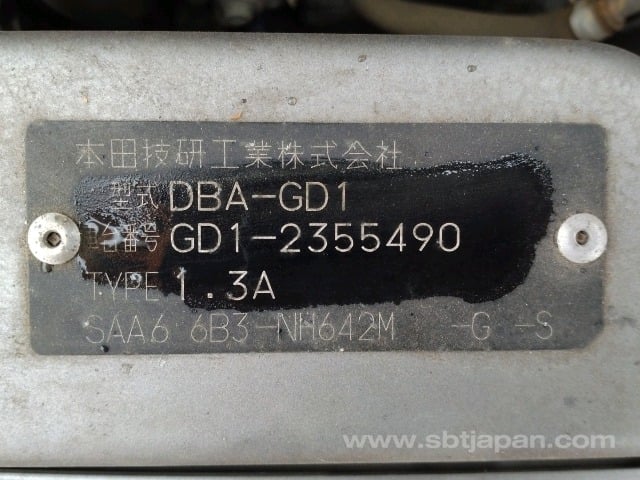 本田技研工業株式会社
型式 DBA-GD1
車台番号 GD1-2355490
TYPE 1.3A
SAA6 6B3-NH642M -G -S
www.sbtjapan.com